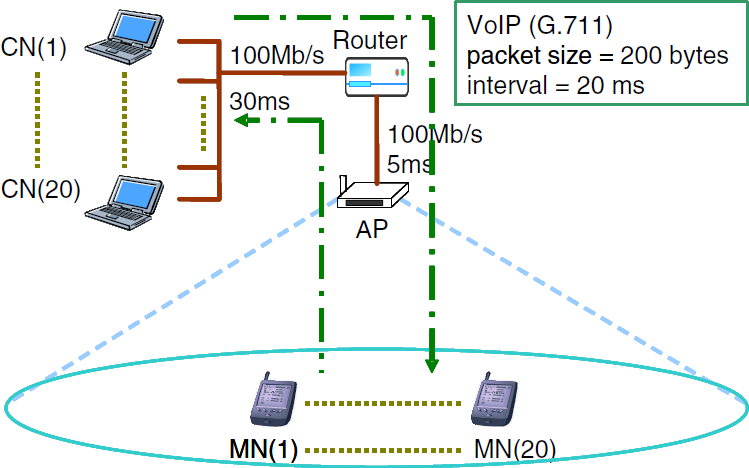 CN(1)
CN(20)
100Mb/s
30ms
Router
100Mb/s
5ms
AP
VoIP (G.711)
packet size = 200 bytes
interval = 20 ms
MN(1)
MN(20)